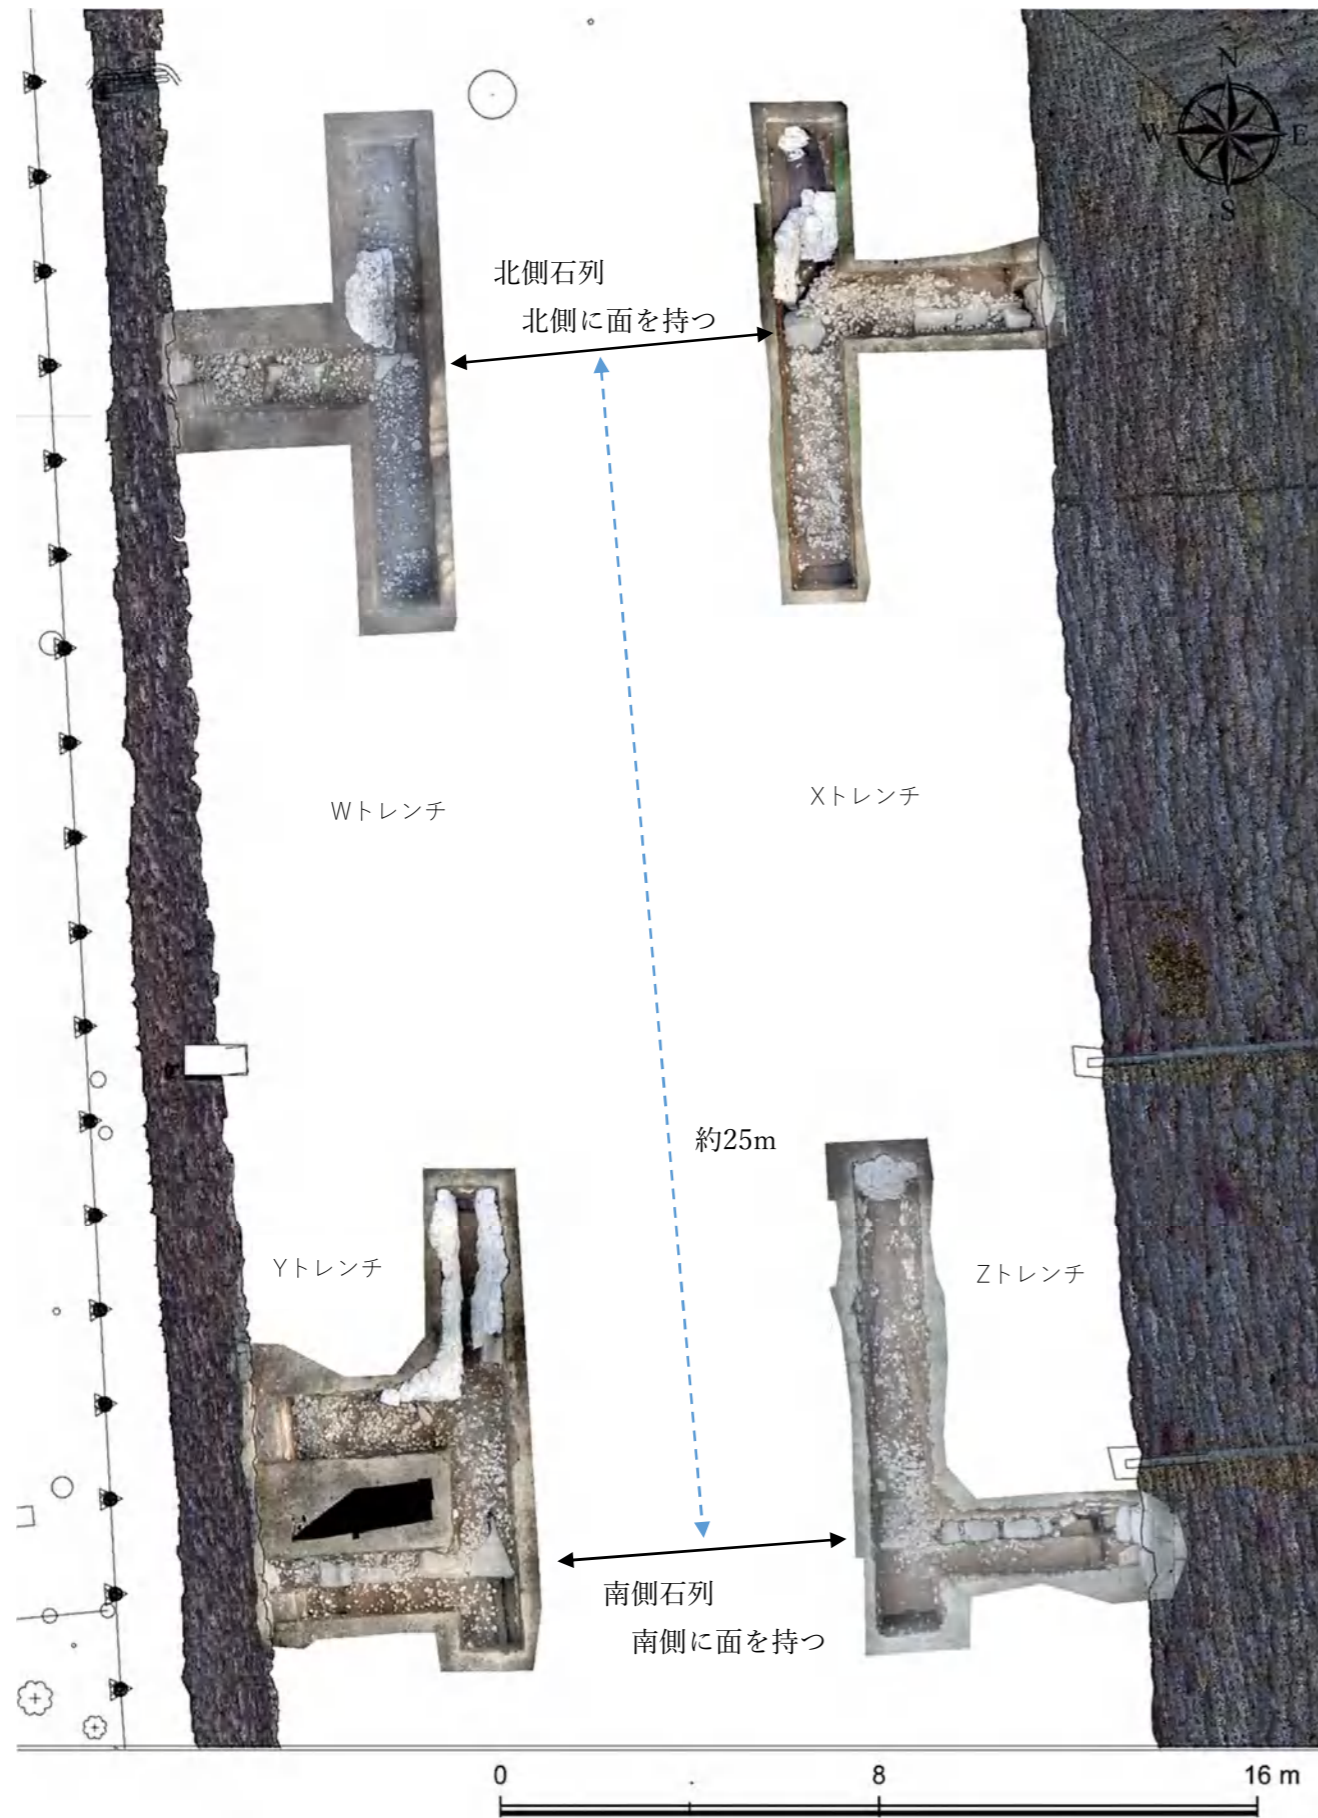 N
W
E
S
北側石列
北側に面を持つ
Wトレンチ
Xトレンチ
約25m
Yトレンチ
Zトレンチ
南側石列
南側に面を持つ
0
8
16 m